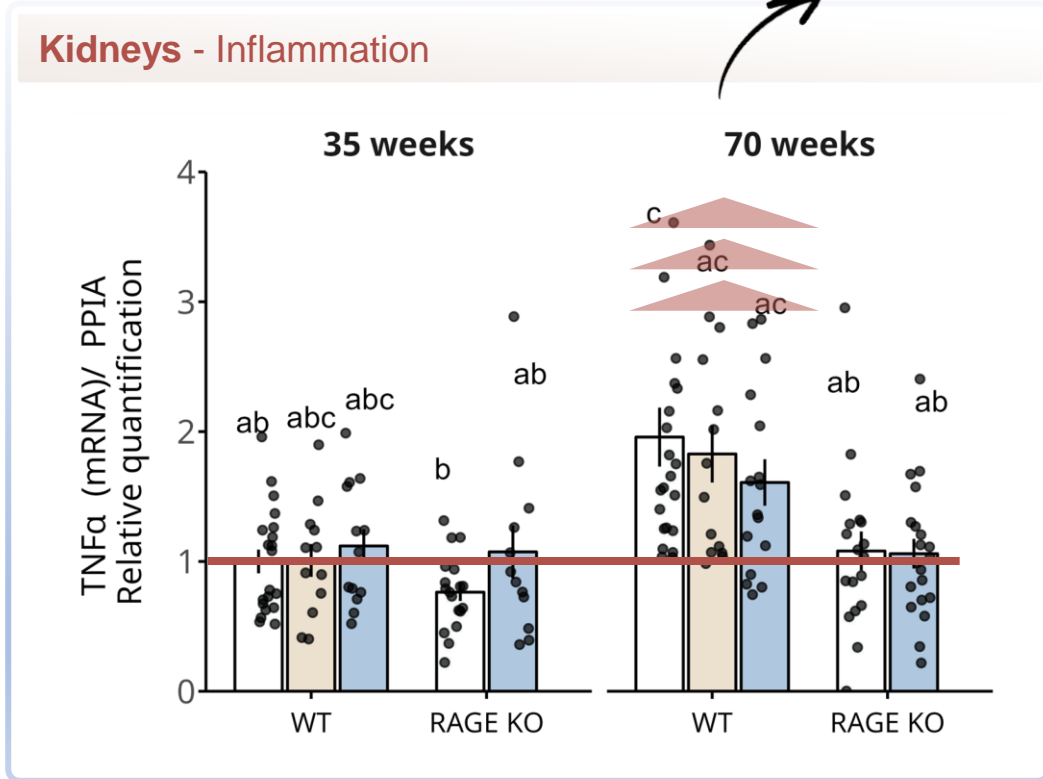 Kidneys - Inflammation
35 weeks
70 weeks
TNFα (mRNA)/ PPIA
Relative quantification
4
3
2
1
0
ab
abc
abc
b
ab
c
ac
ac
ab
ab
WT
RAGE KO
WT
RAGE KO